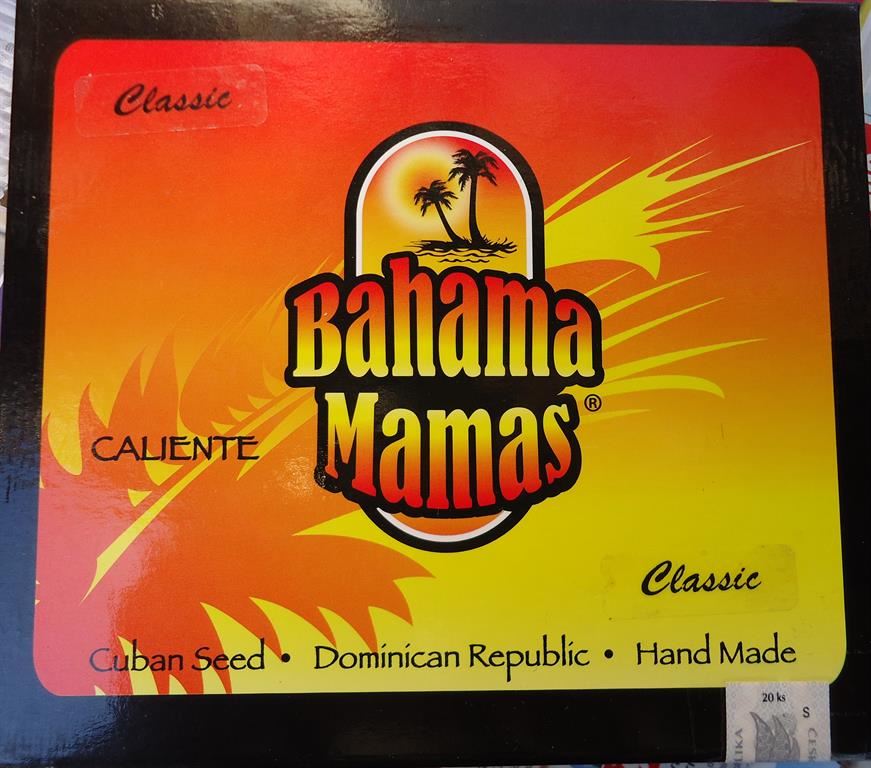 Classic
Bahama
Mamas®
CALIENTE
Classic
Cuban Seed • Dominican Republic • Hand Made
20 ks
S